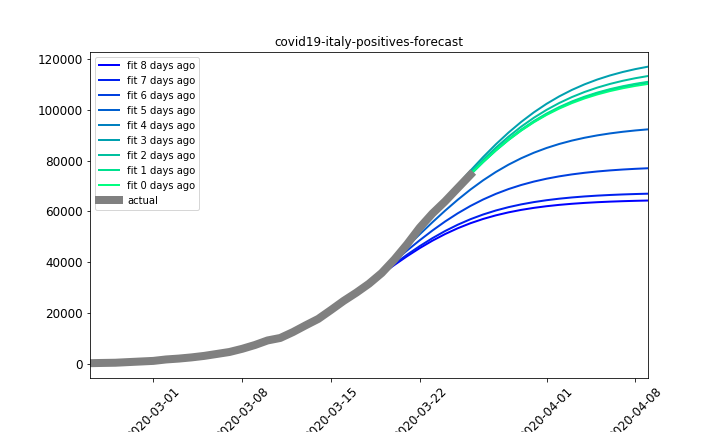 covid19-italy-positives-forecast
120000
100000
80000
60000
40000
20000
0
fit 8 days ago
fit 7 days ago
fit 6 days ago
fit 5 days ago
fit 4 days ago
fit 3 days ago
fit 2 days ago
fit 1 days ago
fit 0 days ago
actual
2020-03-01
2020-03-08
2020-03-15
2020-03-22
2020-04-01
2020-04-08